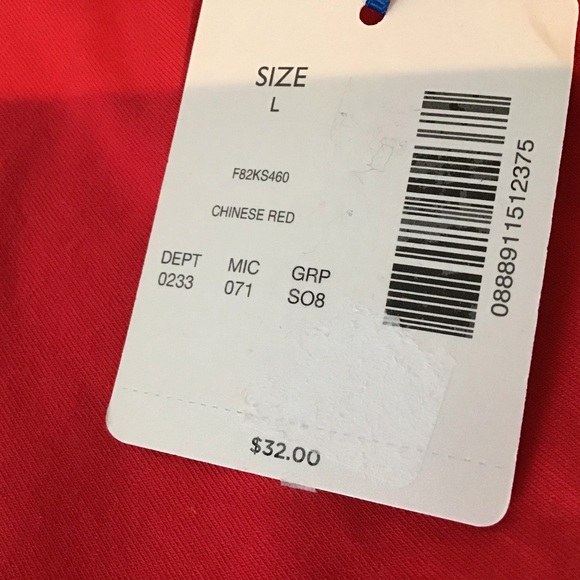 SIZE
L
F82KS460
CHINESE RED
DEPT MIC GRP
0233 071 SO8
0888911512375
$32.00